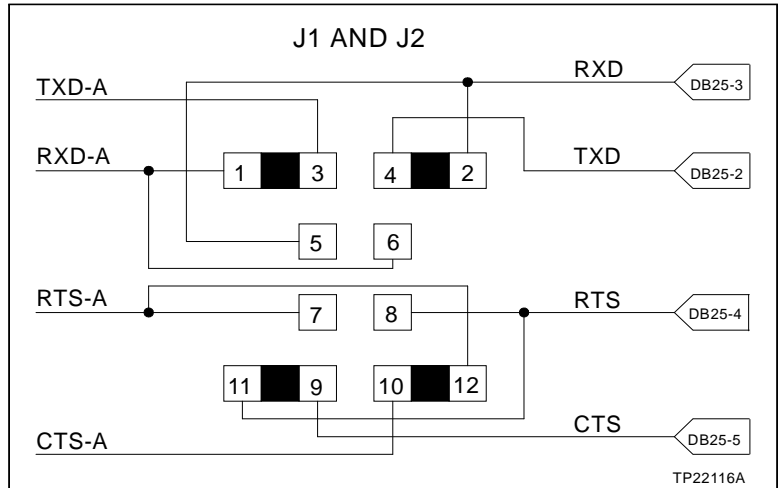 J1 AND J2
TXD-A
RXD
DB25-3
RXD-A
1 3 4 2
TXD
DB25-2
5 6
RTS-A
7 8
RTS
DB25-4
11 9 10 12
CTS-A
CTS
DB25-5
TP22116A